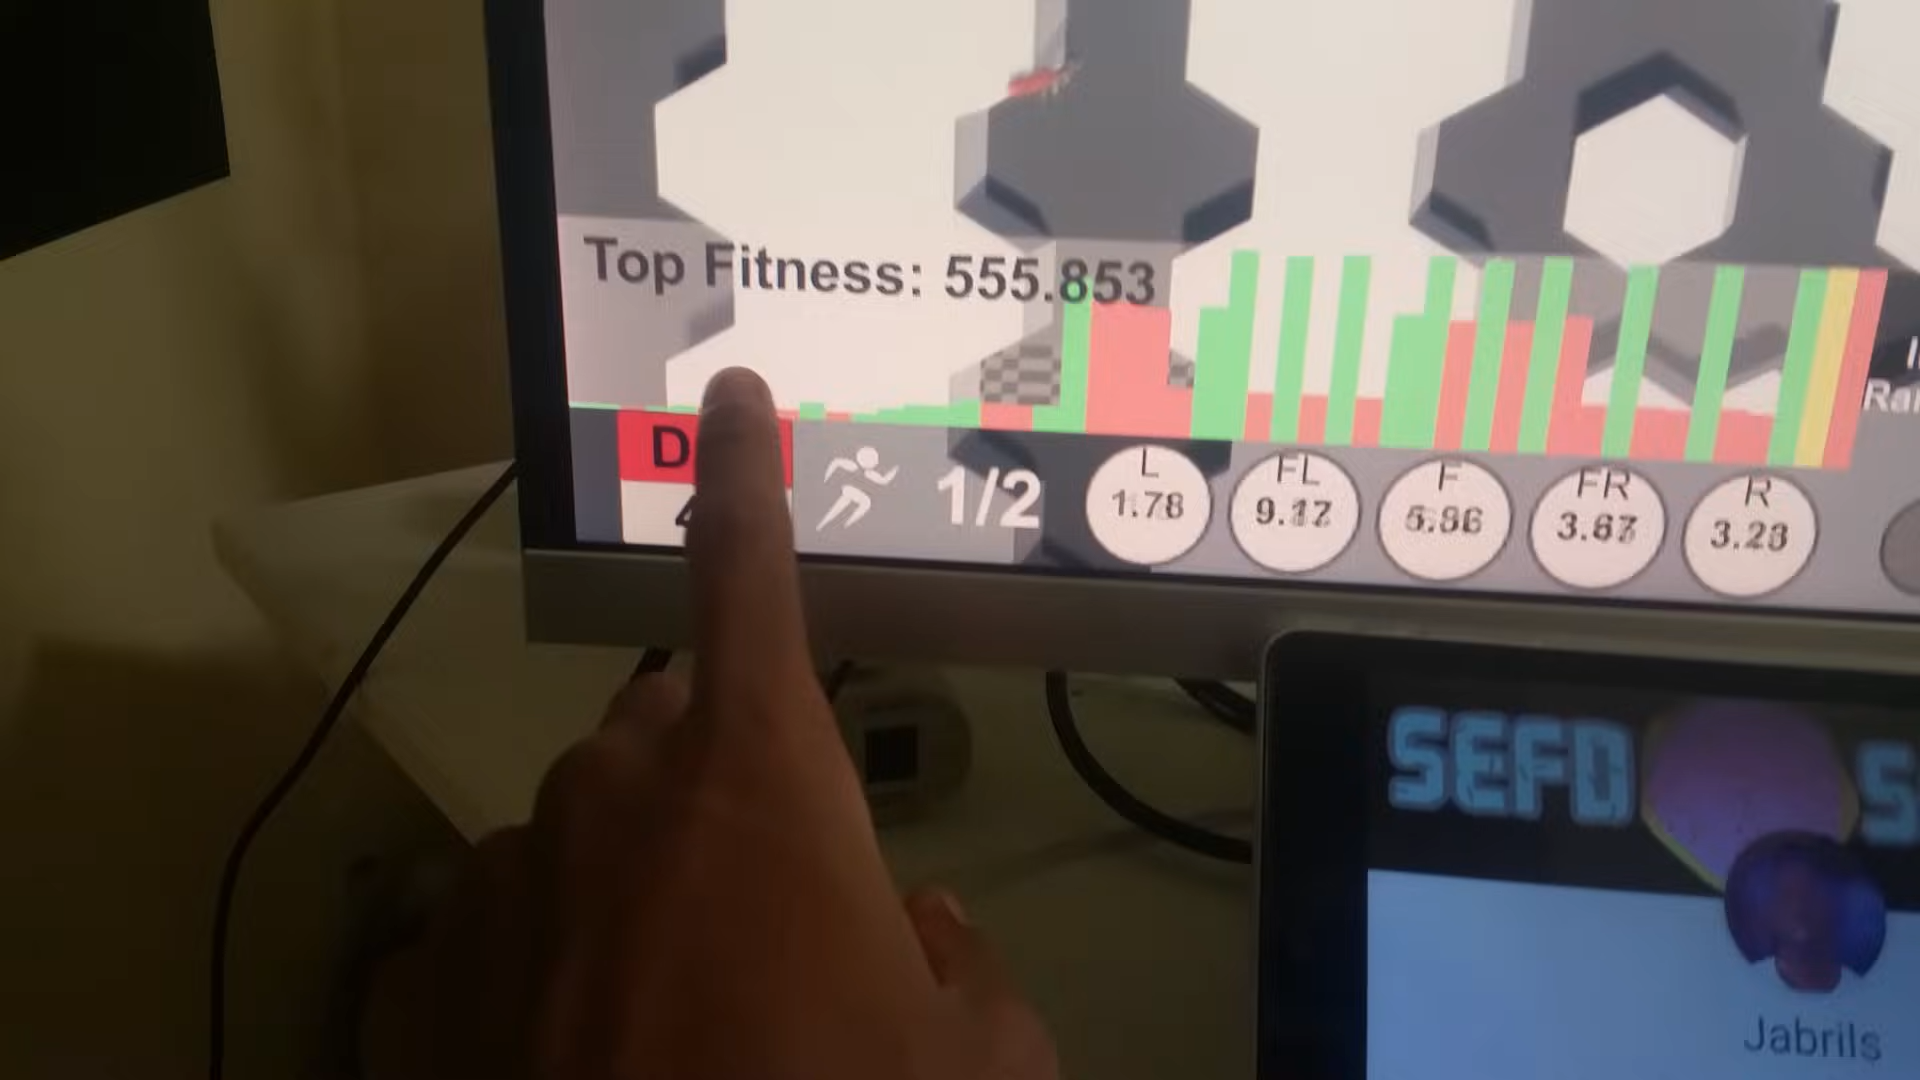 Top Fitness: 555.853
1/2
L
1.78
FL
9.17
F
5.86
FR
3.67
R
3.23
SEFD
Jabrils